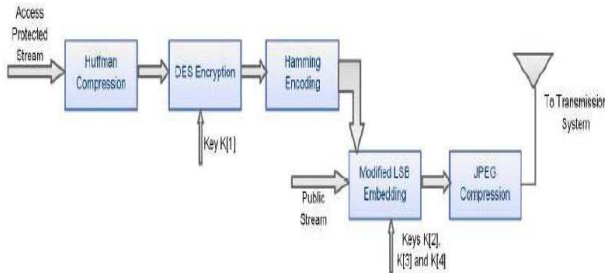 Access
Protected
Stream
Huffman
Compression
DES Encryption
Hamming
Encoding
Key K[1]
To Transmission
System
Public
Stream
Modified LSB
Embedding
JPEG
Compression
Keys K[2],
K[3] and K[4]